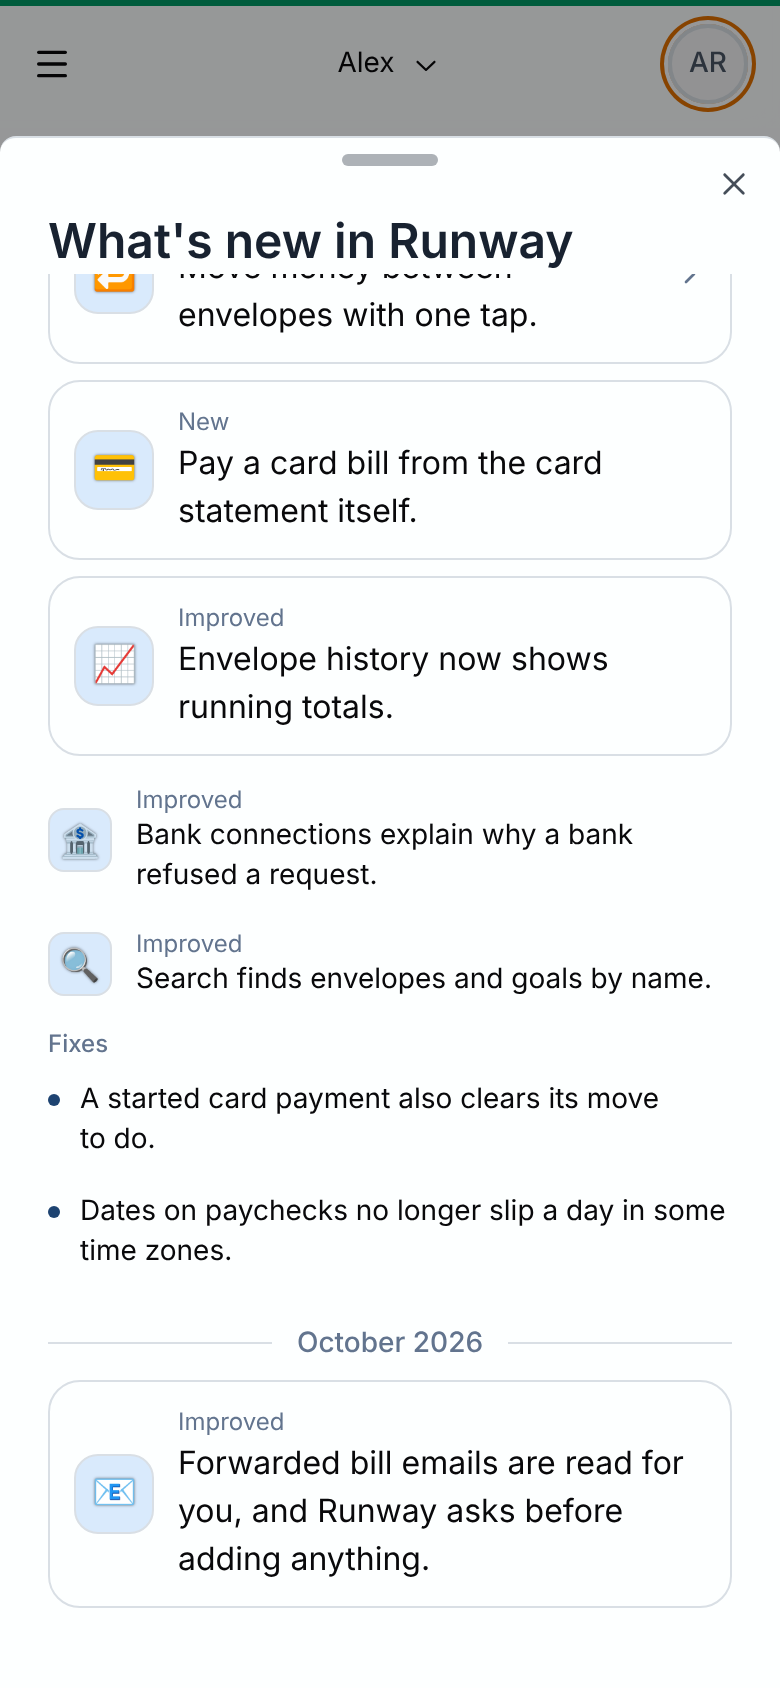 Alex
AR
What's new in Runway
Move money between
envelopes with one tap.
New
Pay a card bill from the card
statement itself.
Improved
Envelope history now shows
running totals.
Improved
Bank connections explain why a bank
refused a request.
Improved
Search finds envelopes and goals by name.
Fixes
A started card payment also clears its move
to do.
Dates on paychecks no longer slip a day in some
time zones.
October 2026
Improved
Forwarded bill emails are read for
you, and Runway asks before
adding anything.